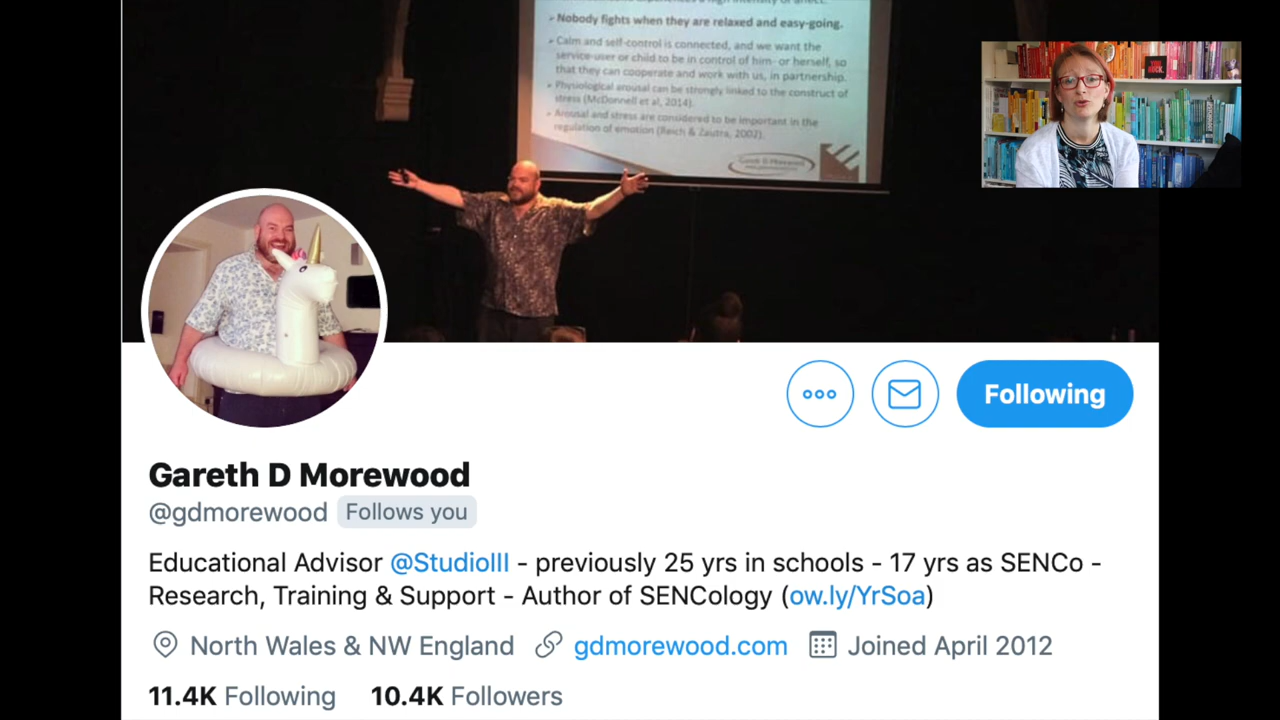 Nobody fights when they are relaxed and easy-going.
Calm and self-control is connected, and we want the
service-user or child to be in control of him- or herself, so
that they can cooperate and work with us, in partnership.
Physiological arousal can be strongly linked to the construct of
stress (McDonnell et al, 2014).
Arousal and stress are considered to be important in the
regulation of emotion (Reich & Zautra, 2002).
Gareth D Morewood
Following
Gareth D Morewood
@gdmorewood Follows you
Educational Advisor @StudioIII - previously 25 yrs in schools - 17 yrs as SENCo -
Research, Training & Support - Author of SENCology (ow.ly/YrSoa)
North Wales & NW England gdmorewood.com Joined April 2012
11.4K Following 10.4K Followers